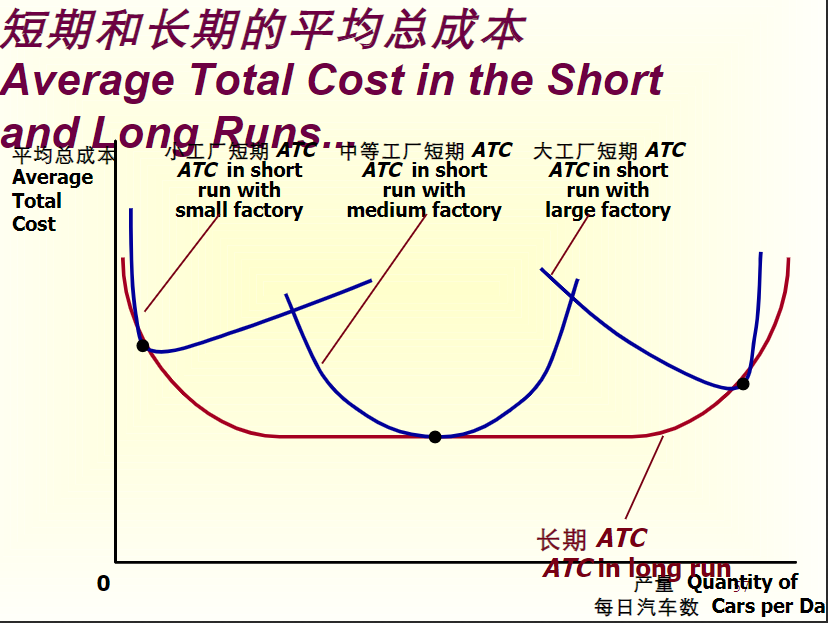 短期和长期的平均总成本
Average Total Cost in the Short
and Long Runs...
平均总成本
Average
Total
Cost
小工厂短期 ATC
ATC in short
run with
small factory
中等工厂短期 ATC
ATC in short
run with
medium factory
大工厂短期 ATC
ATC in short
run with
large factory
长期 ATC
ATC in long run
0
产量 Quantity of
每日汽车数 Cars per Da